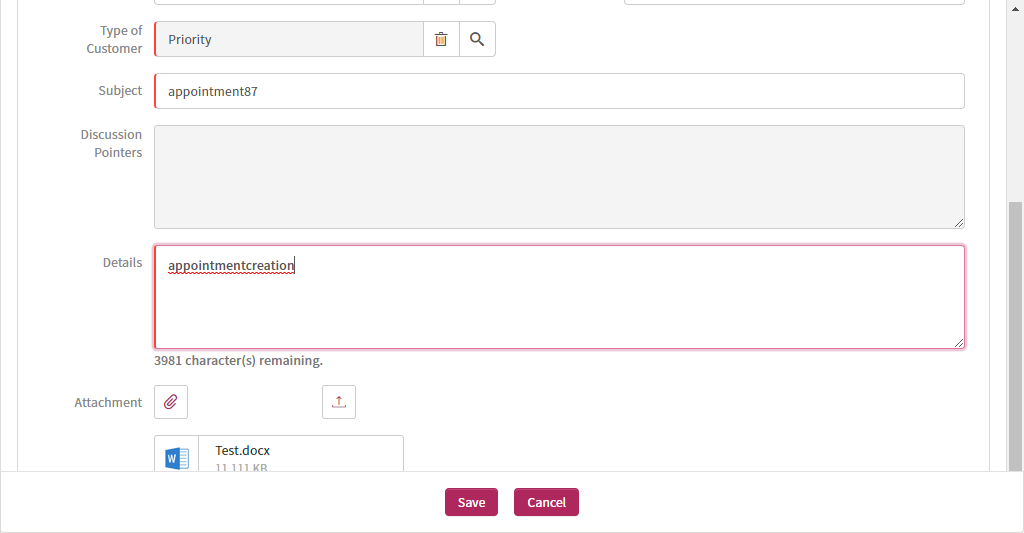 Type of
Customer
Priority
Subject
appointment87
Discussion
Pointers
Details
appointmentcreation
3981 character(s) remaining.
Attachment
W
Test.docx
11.111 KB
Save
Cancel